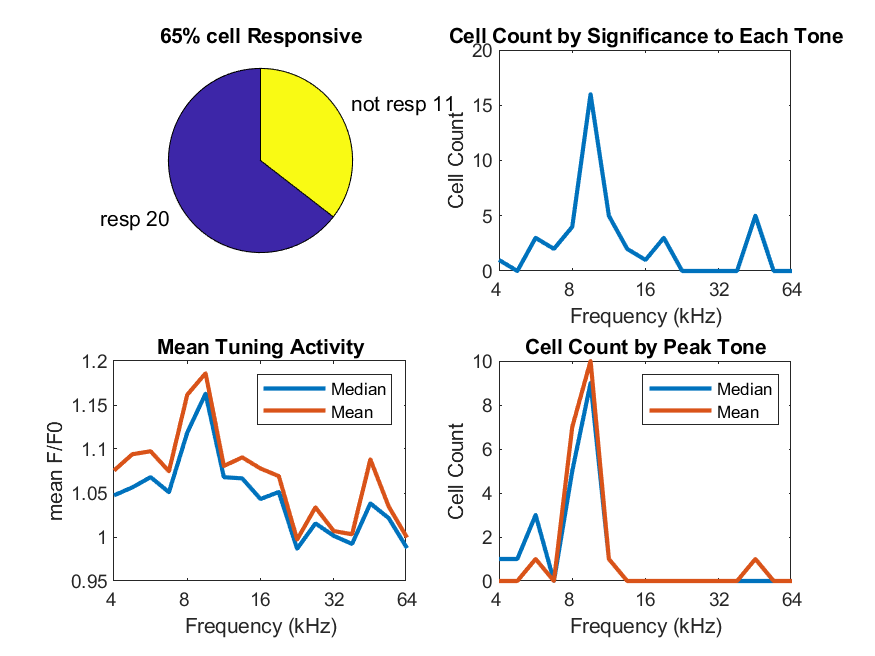 65% cell Responsive
not resp 11
resp 20
Cell Count by Significance to Each Tone
20
15
10
5
0
Cell Count
4 8 16 32 64
Frequency (kHz)
Mean Tuning Activity
1.2
1.15
1.1
1.05
1
0.95
mean F/F0
Median
Mean
4 8 16 32 64
Frequency (kHz)
Cell Count by Peak Tone
10
8
6
4
2
0
Cell Count
Median
Mean
4 8 16 32 64
Frequency (kHz)